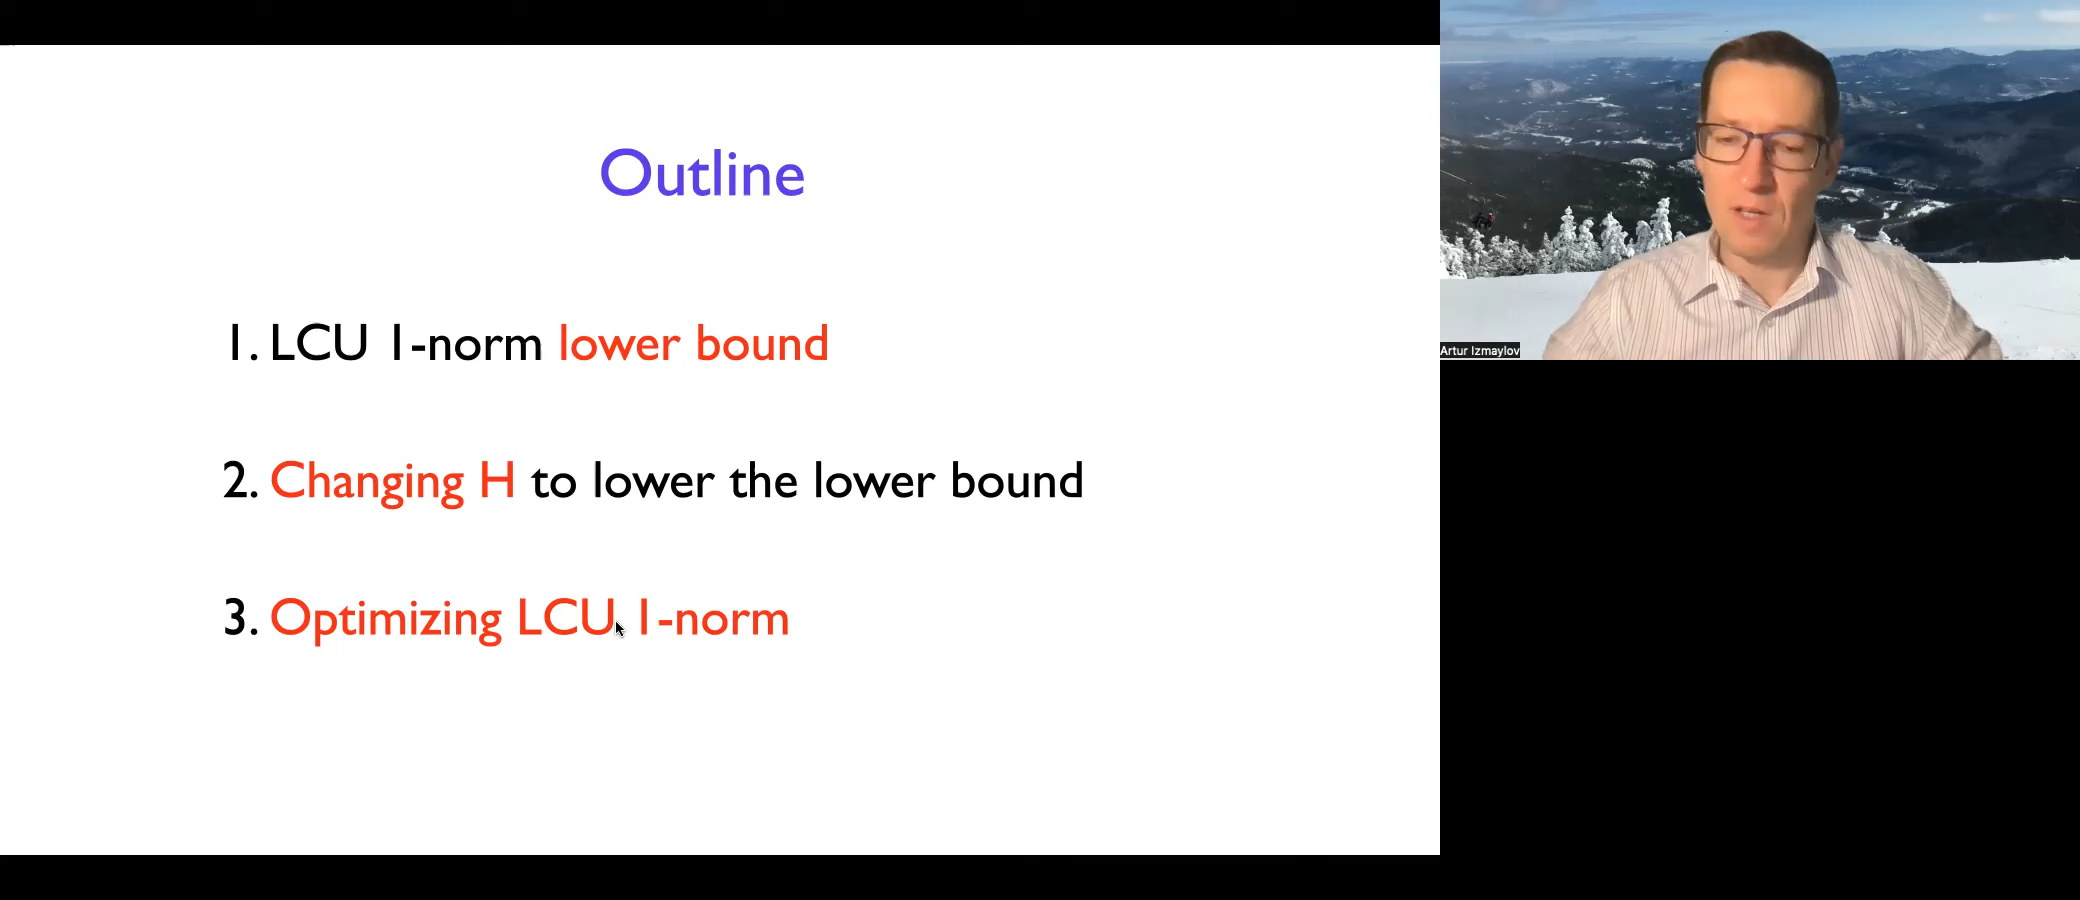 Outline
1. LCU 1-norm lower bound
2. Changing H to lower the lower bound
3. Optimizing LCU 1-norm
Artur Izmaylov